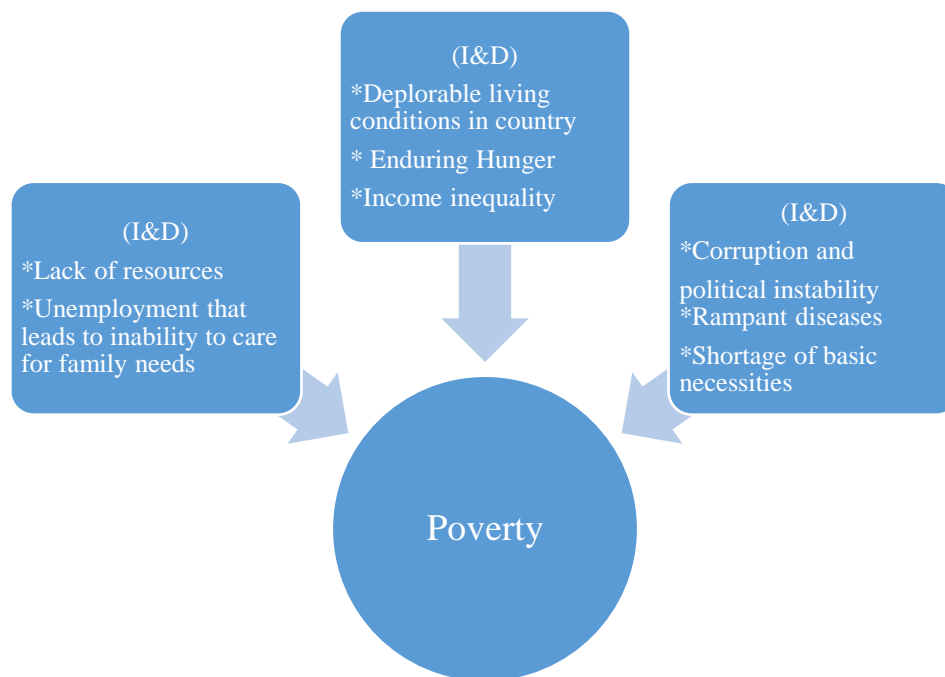 (I&D)
*Lack of resources
*Unemployment that
leads to inability to care
for family needs
(I&D)
*Deplorable living
conditions in country
* Enduring Hunger
*Income inequality
(I&D)
*Corruption and
political instability
*Rampant diseases
*Shortage of basic
necessities
Poverty